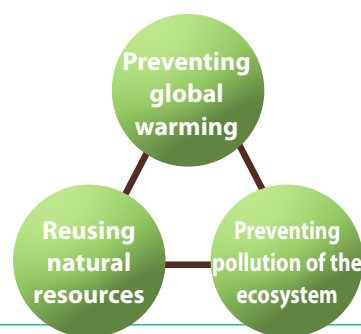 Preventing
global
warming
Reusing
natural
resources
Preventing
pollution of the
ecosystem